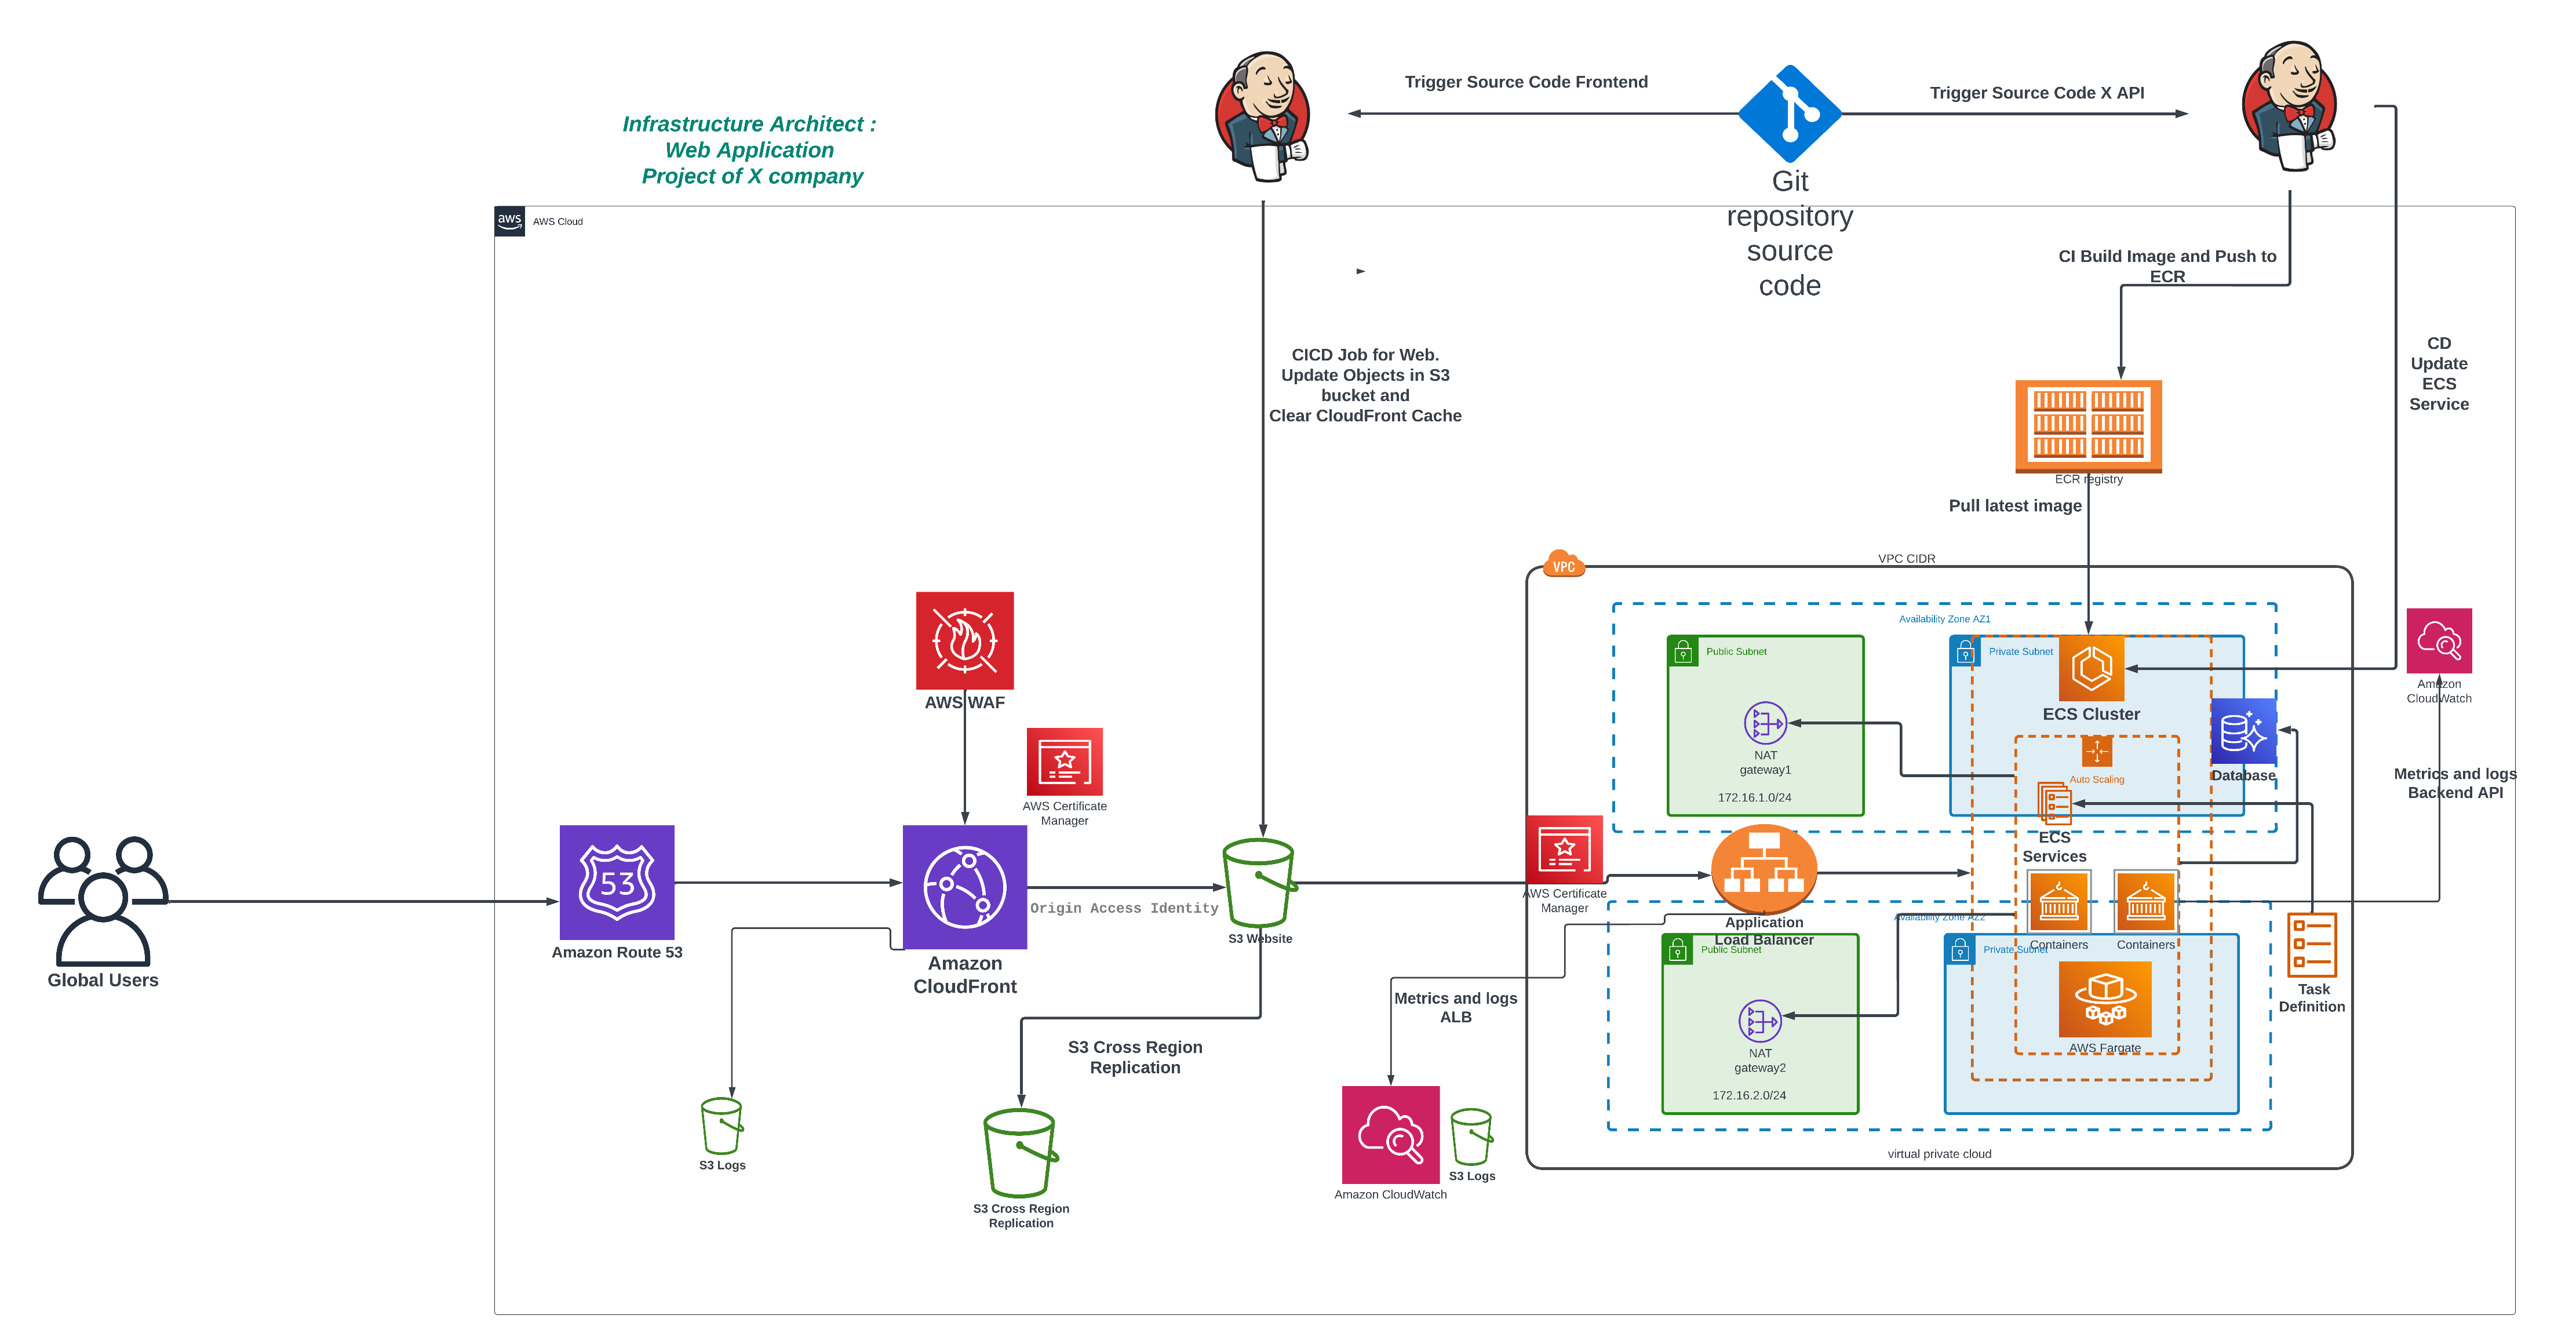 Trigger Source Code Frontend
Trigger Source Code X API
Infrastructure Architect :
Web Application
Project of X company
Git
repository
source
code
aws
AWS Cloud
CI Build Image and Push to
ECR
CICD Job for Web.
Update Objects in S3
bucket and
Clear CloudFront Cache
CD
Update
ECS
Service
ECR registry
Pull latest image
VPC
VPC CIDR
Availability Zone AZ1
Public Subnet
Private Subnet
ECS Cluster
Amazon
CloudWatch
AWS WAF
NAT
gateway1
172.16.1.0/24
Auto Scaling
Database
Metrics and logs
Backend API
AWS Certificate
Manager
ECS
Services
53
Amazon Route 53
Amazon
CloudFront
Origin Access Identity
S3 Website
AWS Certificate
Manager
Application
Load Balancer
Availability Zone AZ2
Public Subnet
Private Subnet
Containers
Containers
Global Users
Task
Definition
Metrics and logs
ALB
NAT
gateway2
172.16.2.0/24
AWS Fargate
S3 Cross Region
Replication
S3 Logs
S3 Cross Region
Replication
Amazon CloudWatch
S3 Logs
virtual private cloud